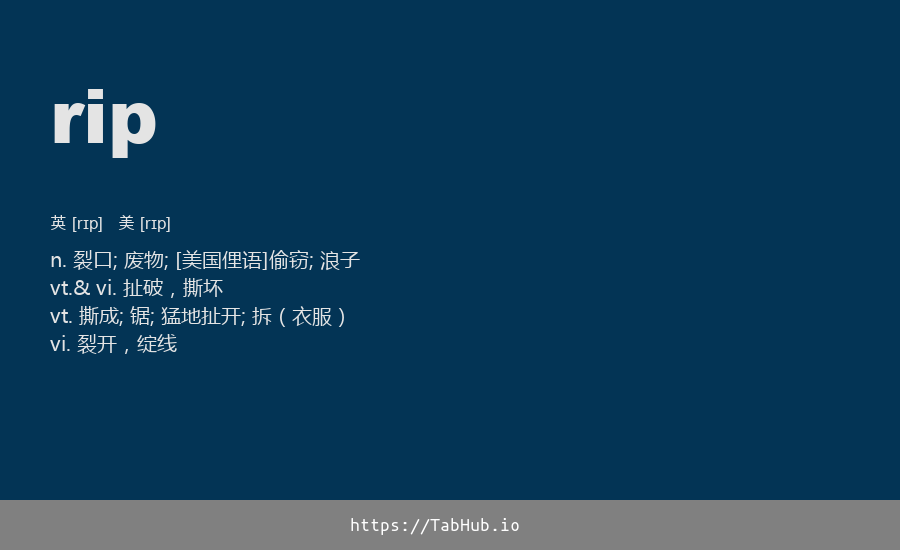 rip
英 [rɪp] 美 [rɪp]
n. 裂口; 废物; [美国俚语]偷窃; 浪子
vt.& vi. 扯破，撕坏
vt. 撕成; 锯; 猛地扯开; 拆（衣服）
vi. 裂开，绽线
https://TabHub.io